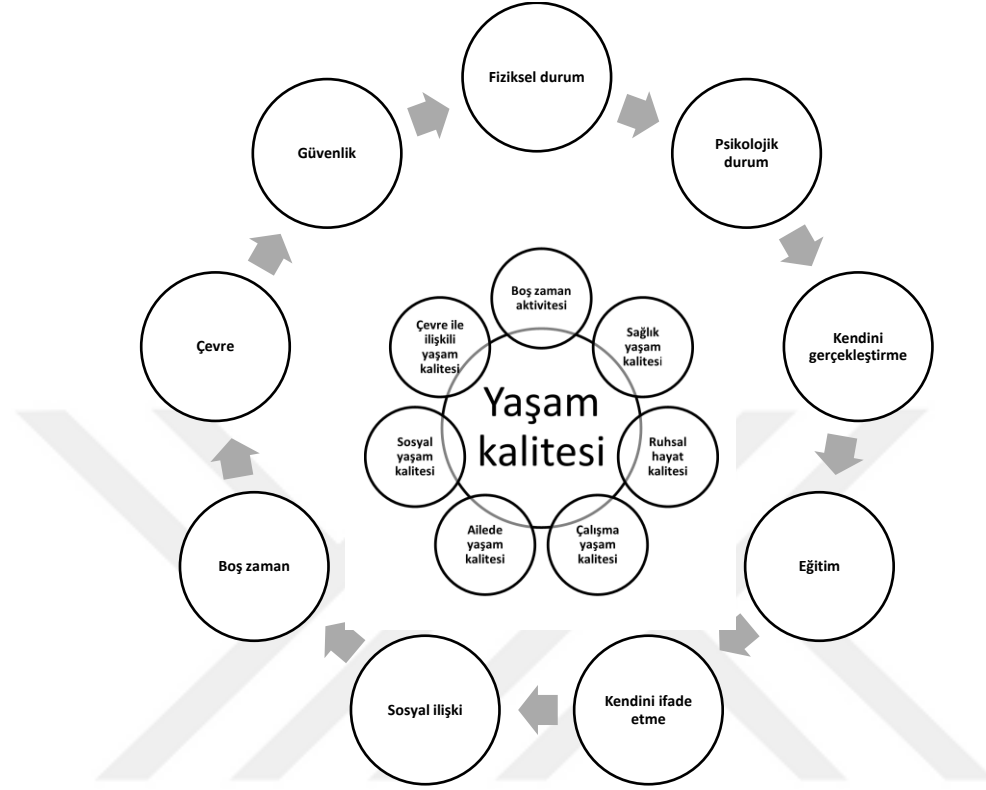 Fiziksel durum
Psikolojik
durum
Kendini
gerçekleştirme
Eğitim
Kendini ifade
etme
Sosyal ilişki
Boş zaman
Çevre
Güvenlik
Boş zaman
aktivitesi
Sağlık
yaşam
kalitesi
Ruhsal
hayat
kalitesi
Çalışma
yaşam
kalitesi
Ailede
yaşam
kalitesi
Sosyal
yaşam
kalitesi
Çevre ile
ilişkili
yaşam
kalitesi
Yaşam
kalitesi